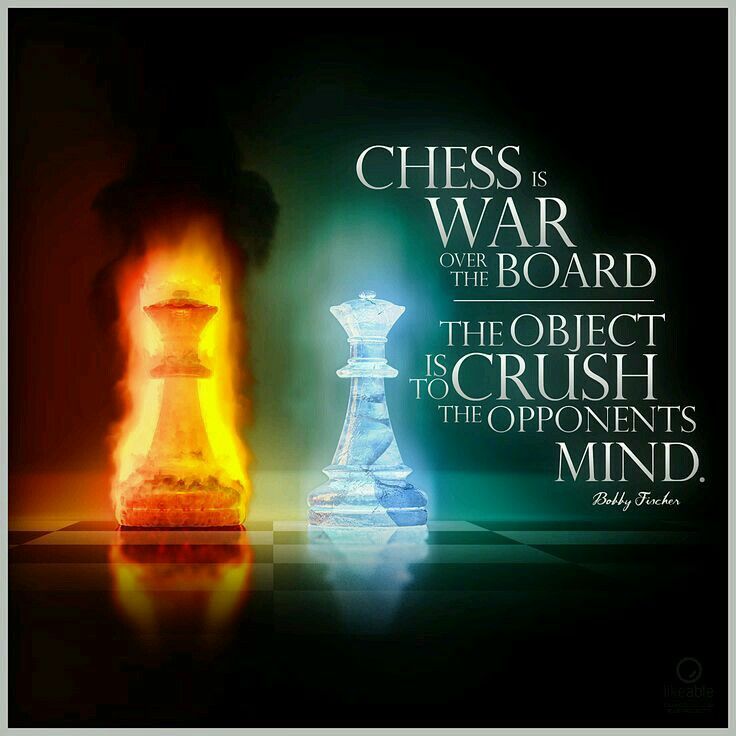 CHESS IS
WAR
OVER THE BOARD
THE OBJECT
IS TO CRUSH
THE OPPONENTS
MIND.
Bobby Fischer
likeable